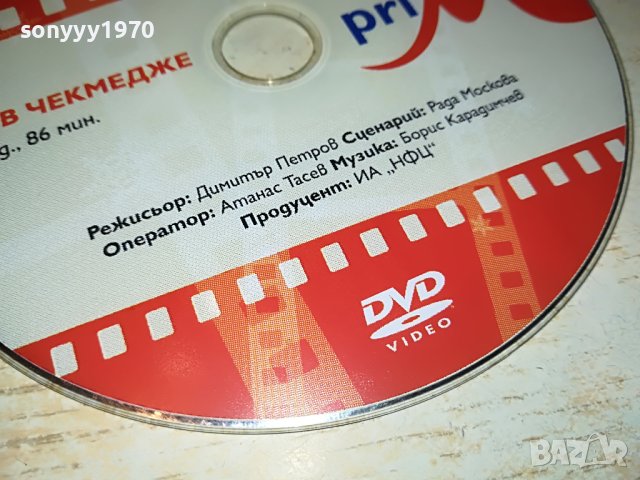 sonyyy1970
pri
В ЧЕКМЕДЖЕ
д., 86 мин.
Режисьор: Димитър Петров Сценарий: Рада Москова
Оператор: Атанас Тасев Музика: Борис Карадимчев
Продуцент: ИА „НФЦ“
DVD
VIDEO
BAZAR